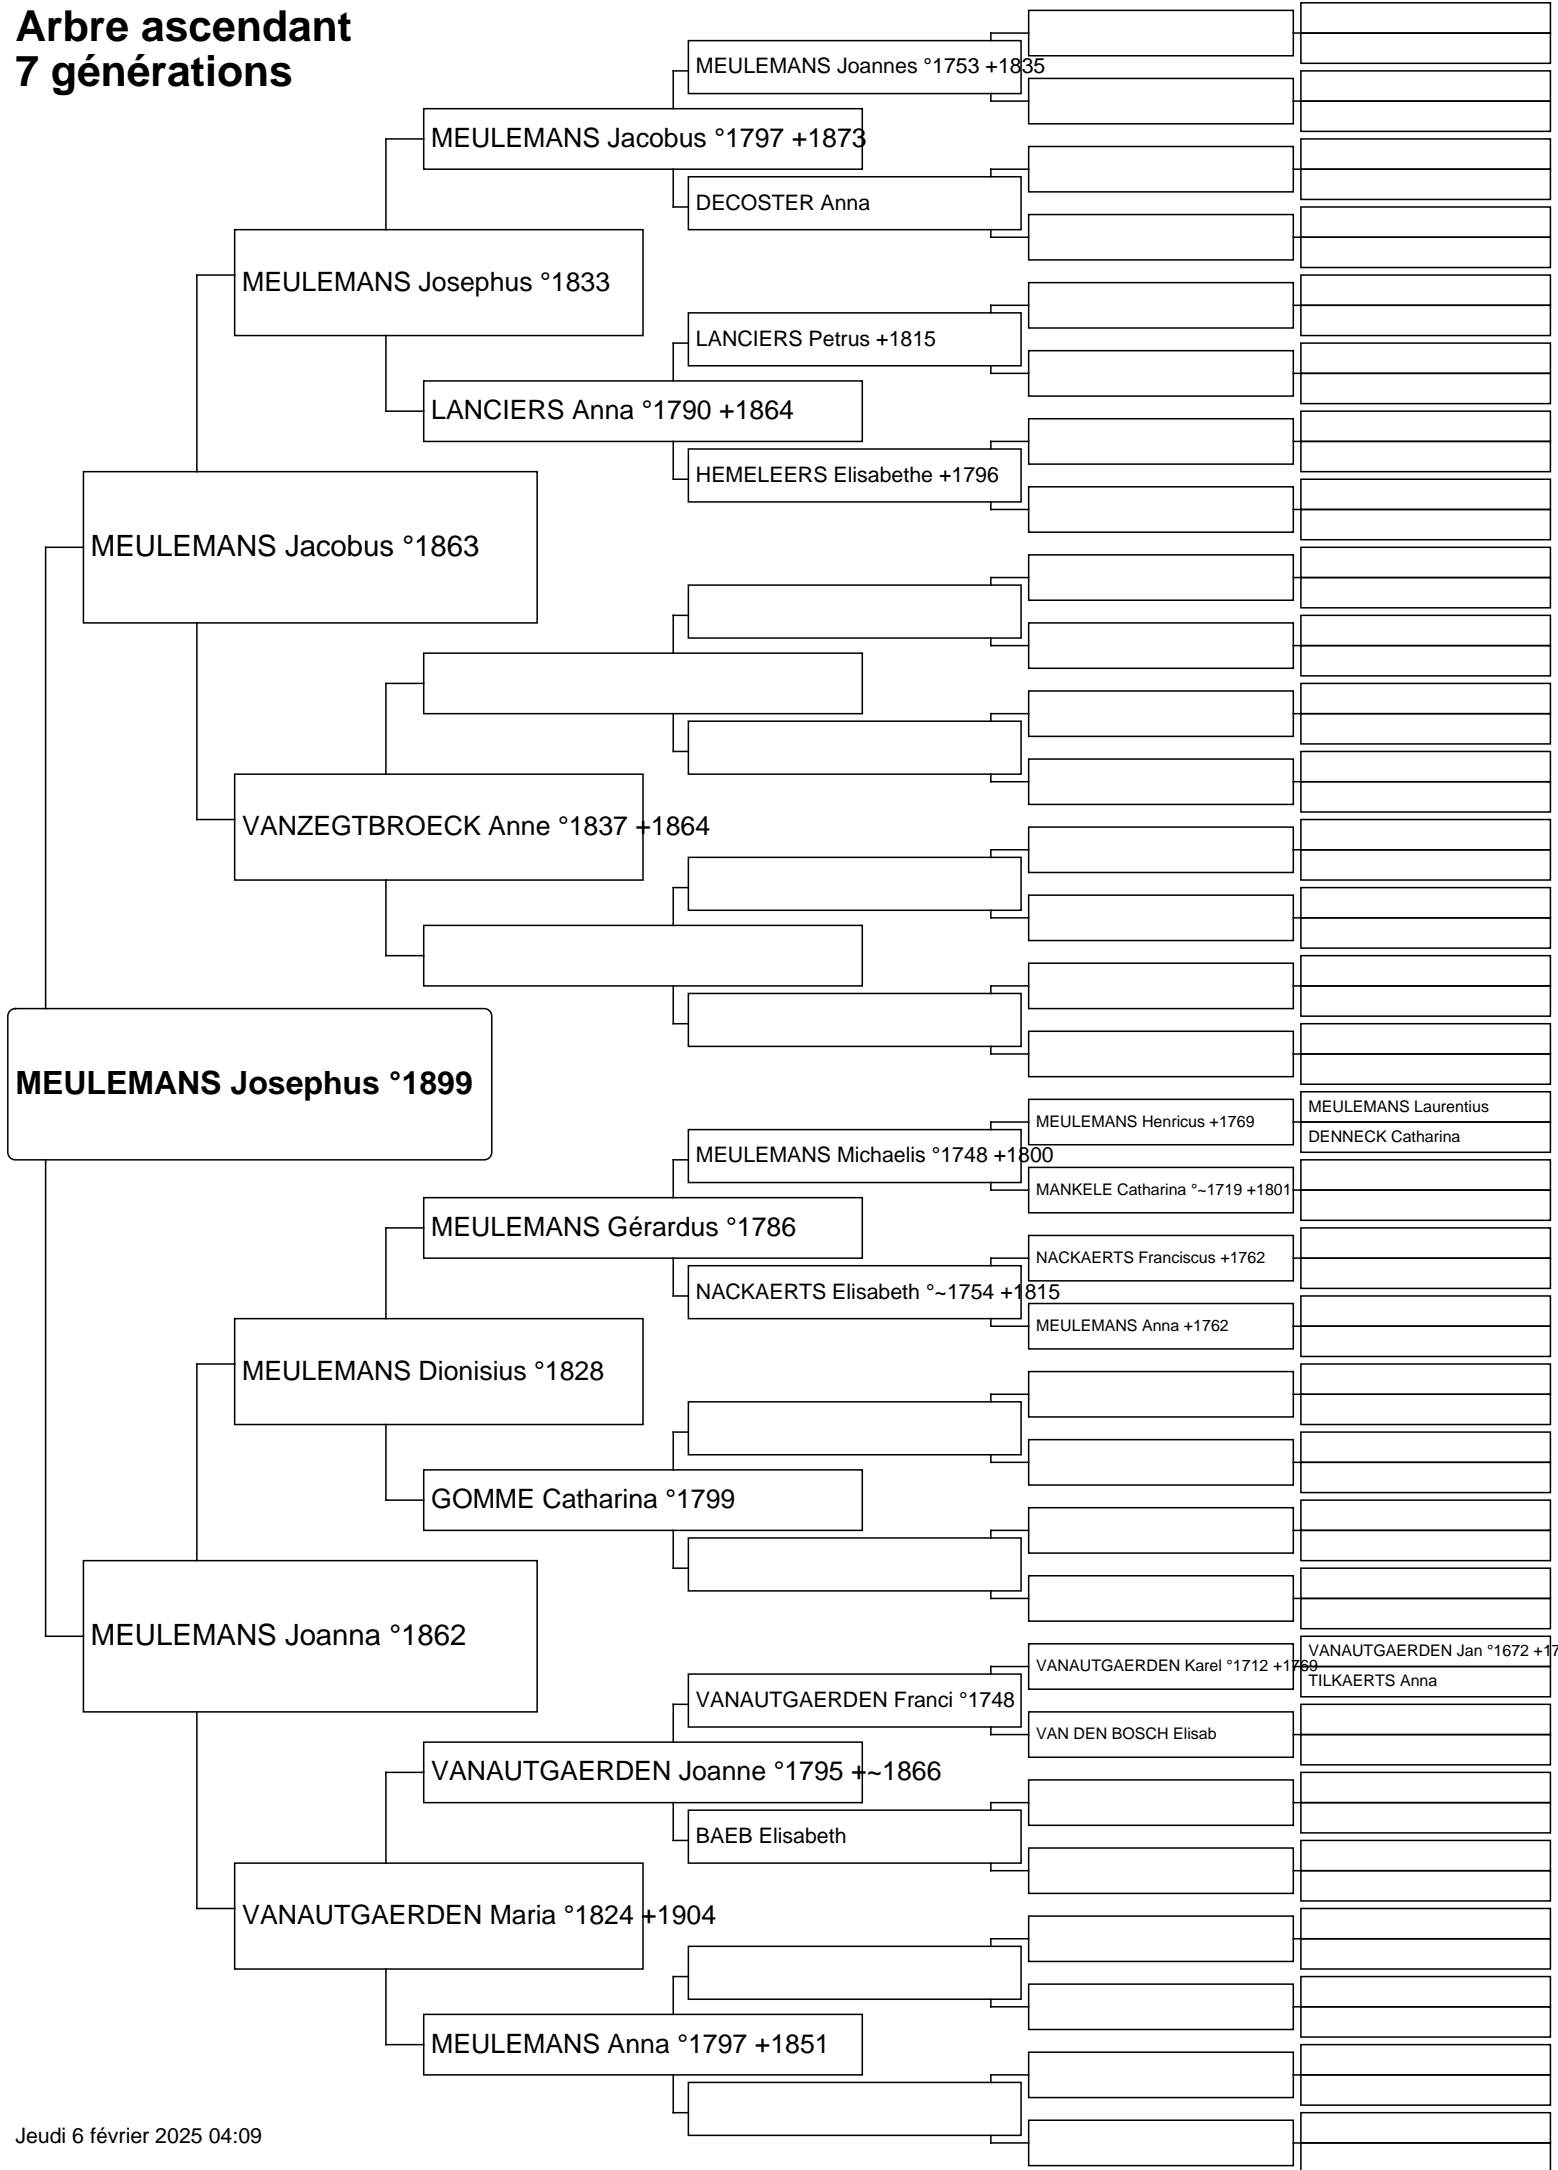 Arbre ascendant
7 générations
MEULEMANS Joannes °1753 +1835
MEULEMANS Jacobus °1797 +1873
DECOSTER Anna
MEULEMANS Josephus °1833
LANCIERS Petrus +1815
LANCIERS Anna °1790 +1864
HEMELEERS Elisabethe +1796
MEULEMANS Jacobus °1863
VANZEGTBROECK Anne °1837 +1864
MEULEMANS Josephus °1899
MEULEMANS Laurentius
MEULEMANS Henricus +1769
DENNECK Catharina
MEULEMANS Michaelis °1748 +1800
MANKELE Catharina °~1719 +1801
MEULEMANS Gérardus °1786
NACKAERTS Franciscus +1762
NACKAERTS Elisabeth °~1754 +1815
MEULEMANS Anna +1762
MEULEMANS Dionisius °1828
GOMME Catharina °1799
MEULEMANS Joanna °1862
VANAUTGAERDEN Jan °1672 +17
VANAUTGAERDEN Karel °1712 +1769
TILKAERTS Anna
VANAUTGAERDEN Franci °1748
VAN DEN BOSCH Elisab
VANAUTGAERDEN Joanne °1795 +~1866
BAEB Elisabeth
VANAUTGAERDEN Maria °1824 +1904
MEULEMANS Anna °1797 +1851
Jeudi 6 février 2025 04:09